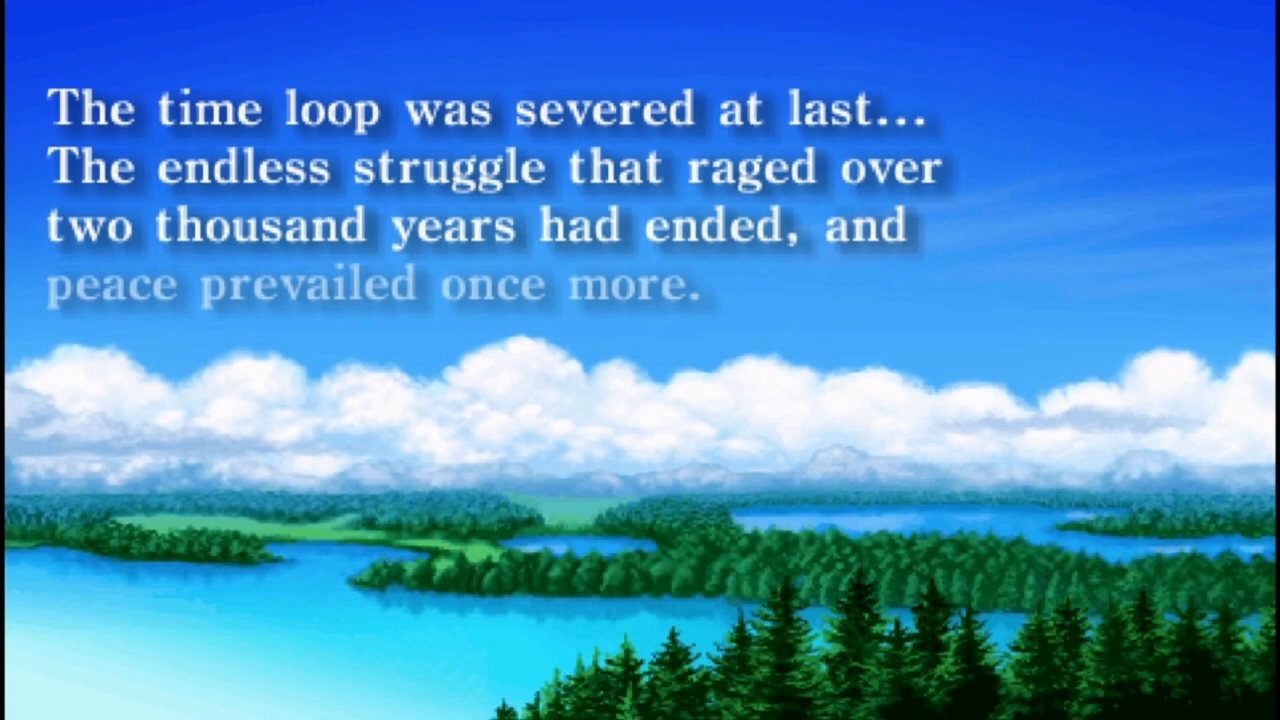 The time loop was severed at last...
The endless struggle that raged over
two thousand years had ended, and
peace prevailed once more.